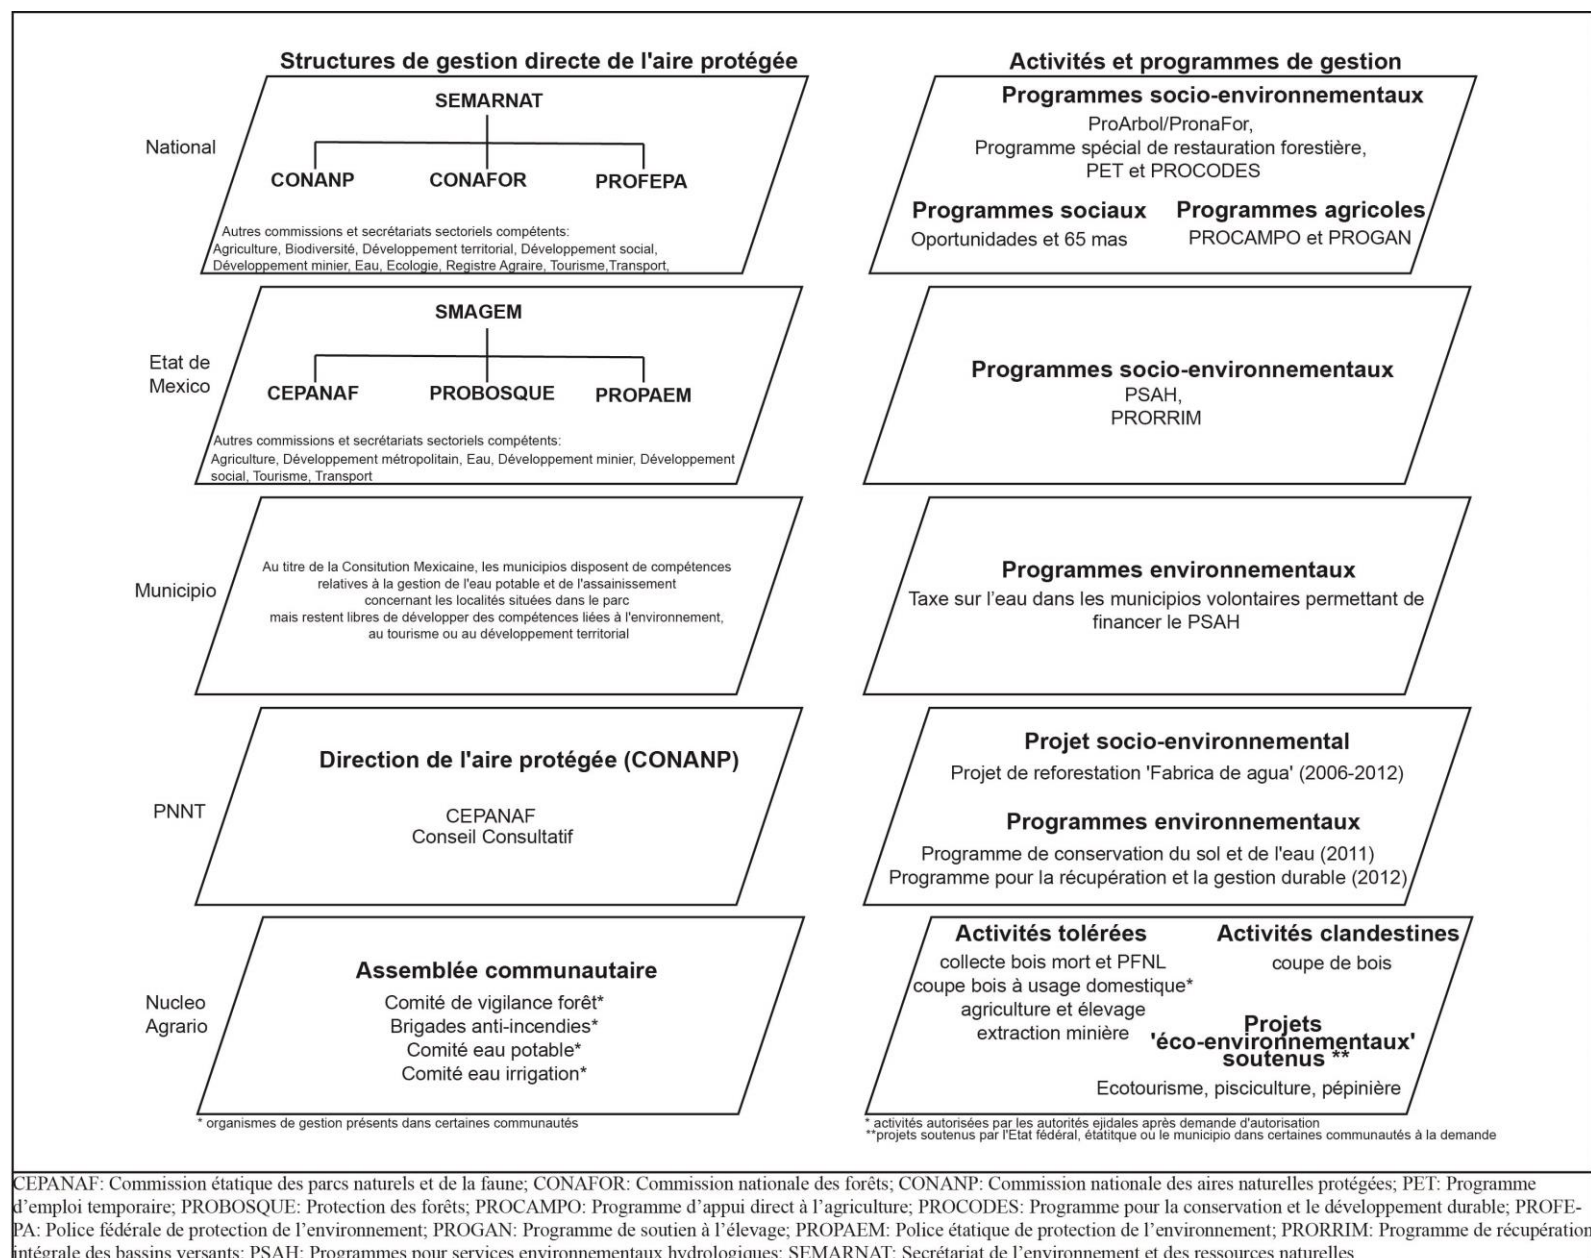 Structures de gestion directe de l'aire protégée
National
SEMARNAT
CONANP
CONAFOR
PROFEPA
Autres commissions et secrétariats sectoriels compétents:
Agriculture, Biodiversité, Développement territorial, Développement social,
Développement minier, Eau, Ecologie, Registre Agraire, Tourisme,Transport,
Activités et programmes de gestion
Programmes socio-environnementaux
ProArbol/PronaFor,
Programme spécial de restauration forestière,
PET et PROCODES
Programmes sociaux
Oportunidades et 65 mas
Programmes agricoles
PROCAMPO et PROGAN
Etat de
Mexico
SMAGEM
CEPANAF
PROBOSQUE
PROPAEM
Autres commissions et secrétariats sectoriels compétents:
Agriculture, Développement métropolitain, Eau, Développement minier, Développement
social, Tourisme, Transport
Programmes socio-environnementaux
PSAH,
PRORRIM
Municipio
Au titre de la Consitution Mexicaine, les municipios disposent de compétences
relatives à la gestion de l'eau potable et de l'assainissement
concernant les localités situées dans le parc
mais restent libres de développer des compétences liées à l'environnement,
au tourisme ou au développement territorial
Programmes environnementaux
Taxe sur l'eau dans les municipios volontaires permettant de
financer le PSAH
PNNT
Direction de l'aire protégée (CONANP)
CEPANAF
Conseil Consultatif
Projet socio-environnemental
Projet de reforestation 'Fabrica de agua' (2006-2012)
Programmes environnementaux
Programme de conservation du sol et de l'eau (2011)
Programme pour la récupération et la gestion durable (2012)
Nucleo
Agrario
Assemblée communautaire
Comité de vigilance forêt*
Brigades anti-incendies*
Comité eau potable*
Comité eau irrigation*
* organismes de gestion présents dans certaines communautés
Activités tolérées
collecte bois mort et PFNL
coupe bois à usage domestique*
agriculture et élevage
extraction minière
Activités clandestines
coupe de bois
Projets
'éco-environnementaux'
soutenus **
Ecotourisme, pisciculture, pépinière
* activités autorisées par les autorités ejidales après demande d'autorisation
**projets soutenus par l'Etat fédéral, étatitque ou le municipio dans certaines communautés à la demande
CEPANAF: Commission étatique des parcs naturels et de la faune; CONAFOR: Commission nationale des forêts; CONANP: Commission nationale des aires naturelles protégées; PET: Programme
d'emploi temporaire; PROBOSQUE: Protection des forêts; PROCAMPO: Programme d'appui direct à l'agriculture; PROCODES: Programme pour la conservation et le développement durable; PROFE-
PA: Police fédérale de protection de l'environnement; PROGAN: Programme de soutien à l'élevage; PROPAEM: Police étatique de protection de l'environnement; PRORRIM: Programme de récupération
intégrale des bassins versants; PSAH: Programmes pour services environnementaux hydrologiques; SEMARNAT: Secrétariat de l'environnement et des ressources naturelles